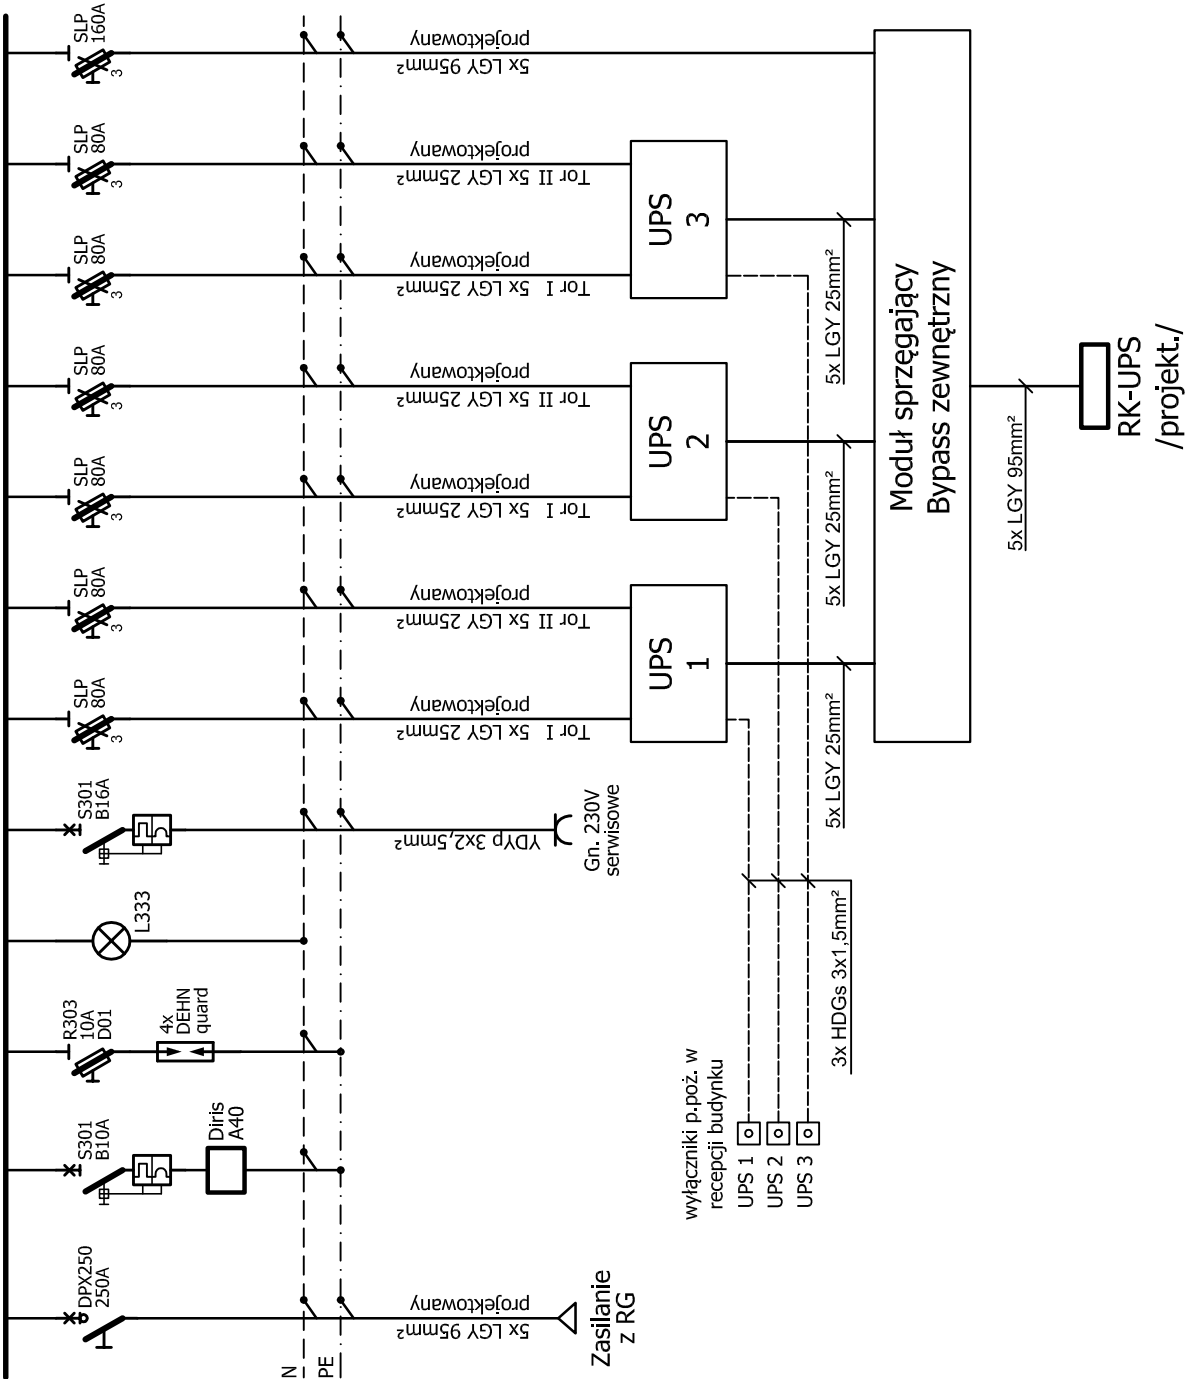 DPX250
250A
S301
B10A
Diris
A40
R303
10A
D01
4x
DEHN
quard
L333
S301
B16A
SLP
80A
3
SLP
80A
3
SLP
80A
3
SLP
80A
3
SLP
80A
3
SLP
80A
3
SLP
160A
3
N
PE
5x LGY 95mm²
projektowany
Zasilanie
z RG
YDYp 3x2,5mm²
Gn. 230V
serwisowe
Tor I 5x LGY 25mm²
projektowany
Tor II 5x LGY 25mm²
projektowany
Tor I 5x LGY 25mm²
projektowany
Tor II 5x LGY 25mm²
projektowany
Tor I 5x LGY 25mm²
projektowany
Tor II 5x LGY 25mm²
projektowany
5x LGY 95mm²
projektowany
UPS
1
UPS
2
UPS
3
wyłączniki p.poż. w
recepcji budynku
UPS 1
UPS 2
UPS 3
3x HDGs 3x1,5mm²
5x LGY 25mm²
5x LGY 25mm²
5x LGY 25mm²
Moduł sprzęgający
Bypass zewnętrzny
5x LGY 95mm²
RK-UPS
/projekt./